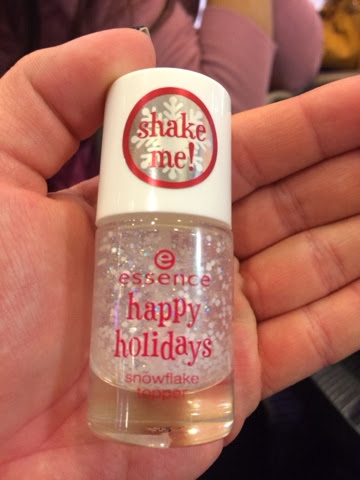 shake
me!
essence
happy
holidays
snowflake
topper